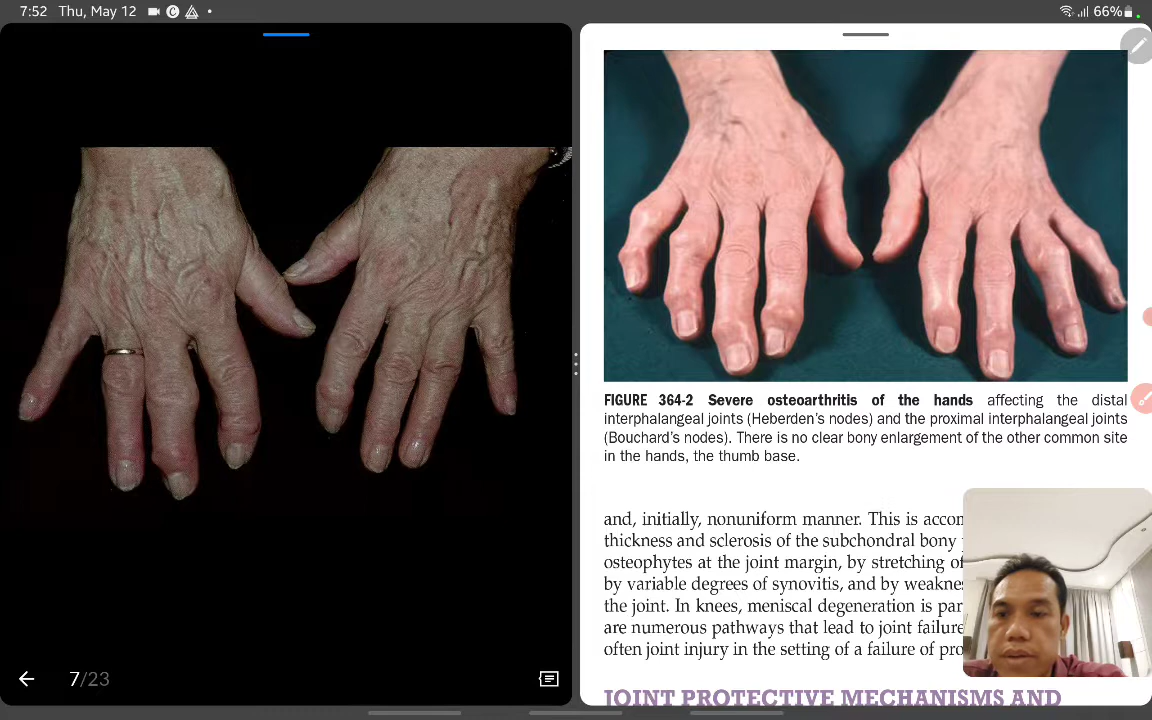 7:52 Thu, May 12
66%
7/23
FIGURE 364-2 Severe osteoarthritis of the hands affecting the distal
interphalangeal joints (Heberden's nodes) and the proximal interphalangeal joints
(Bouchard's nodes). There is no clear bony enlargement of the other common site
in the hands, the thumb base.
and, initially, nonuniform manner. This is accom
thickness and sclerosis of the subchondral bony
osteophytes at the joint margin, by stretching of
by variable degrees of synovitis, and by weaknes
the joint. In knees, meniscal degeneration is par
are numerous pathways that lead to joint failure
often joint injury in the setting of a failure of pro
JOINT PROTECTIVE MECHANISMS AND